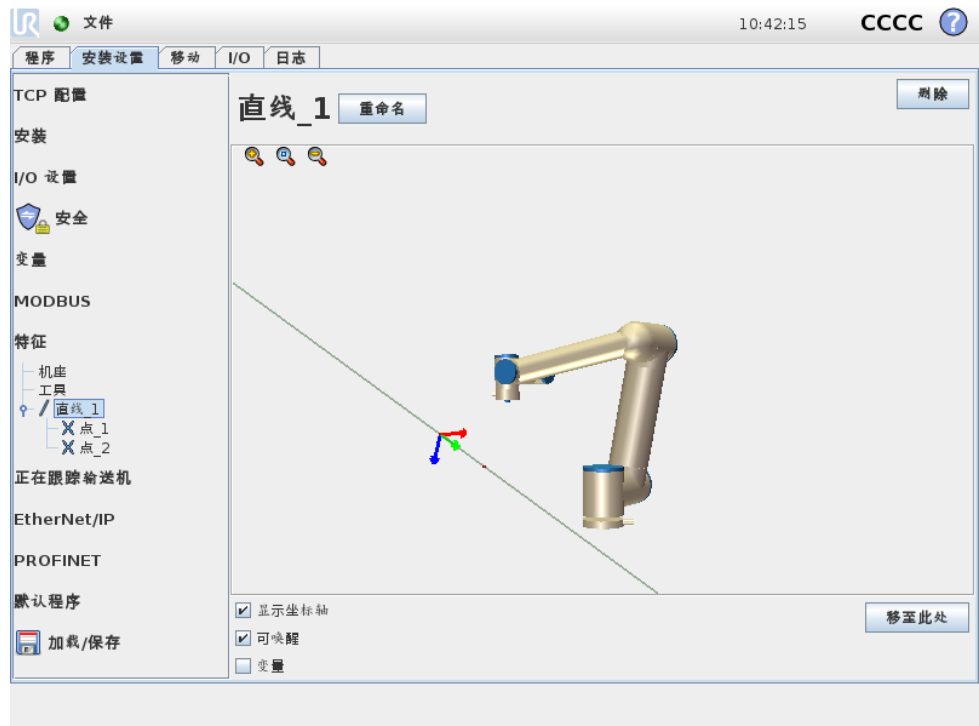 UR 文件 10:42:15 CCCC ?
程序 安装设置 移动 I/O 日志
TCP 配置
安装
I/O 设置
安全
变量
MODBUS
特征
机座
工具
直线_1
点_1
点_2
正在跟踪输送机
EtherNet/IP
PROFINET
默认程序
加载/保存
直线_1 重命名 删除
显示坐标轴
可唤醒
变量
移至此处